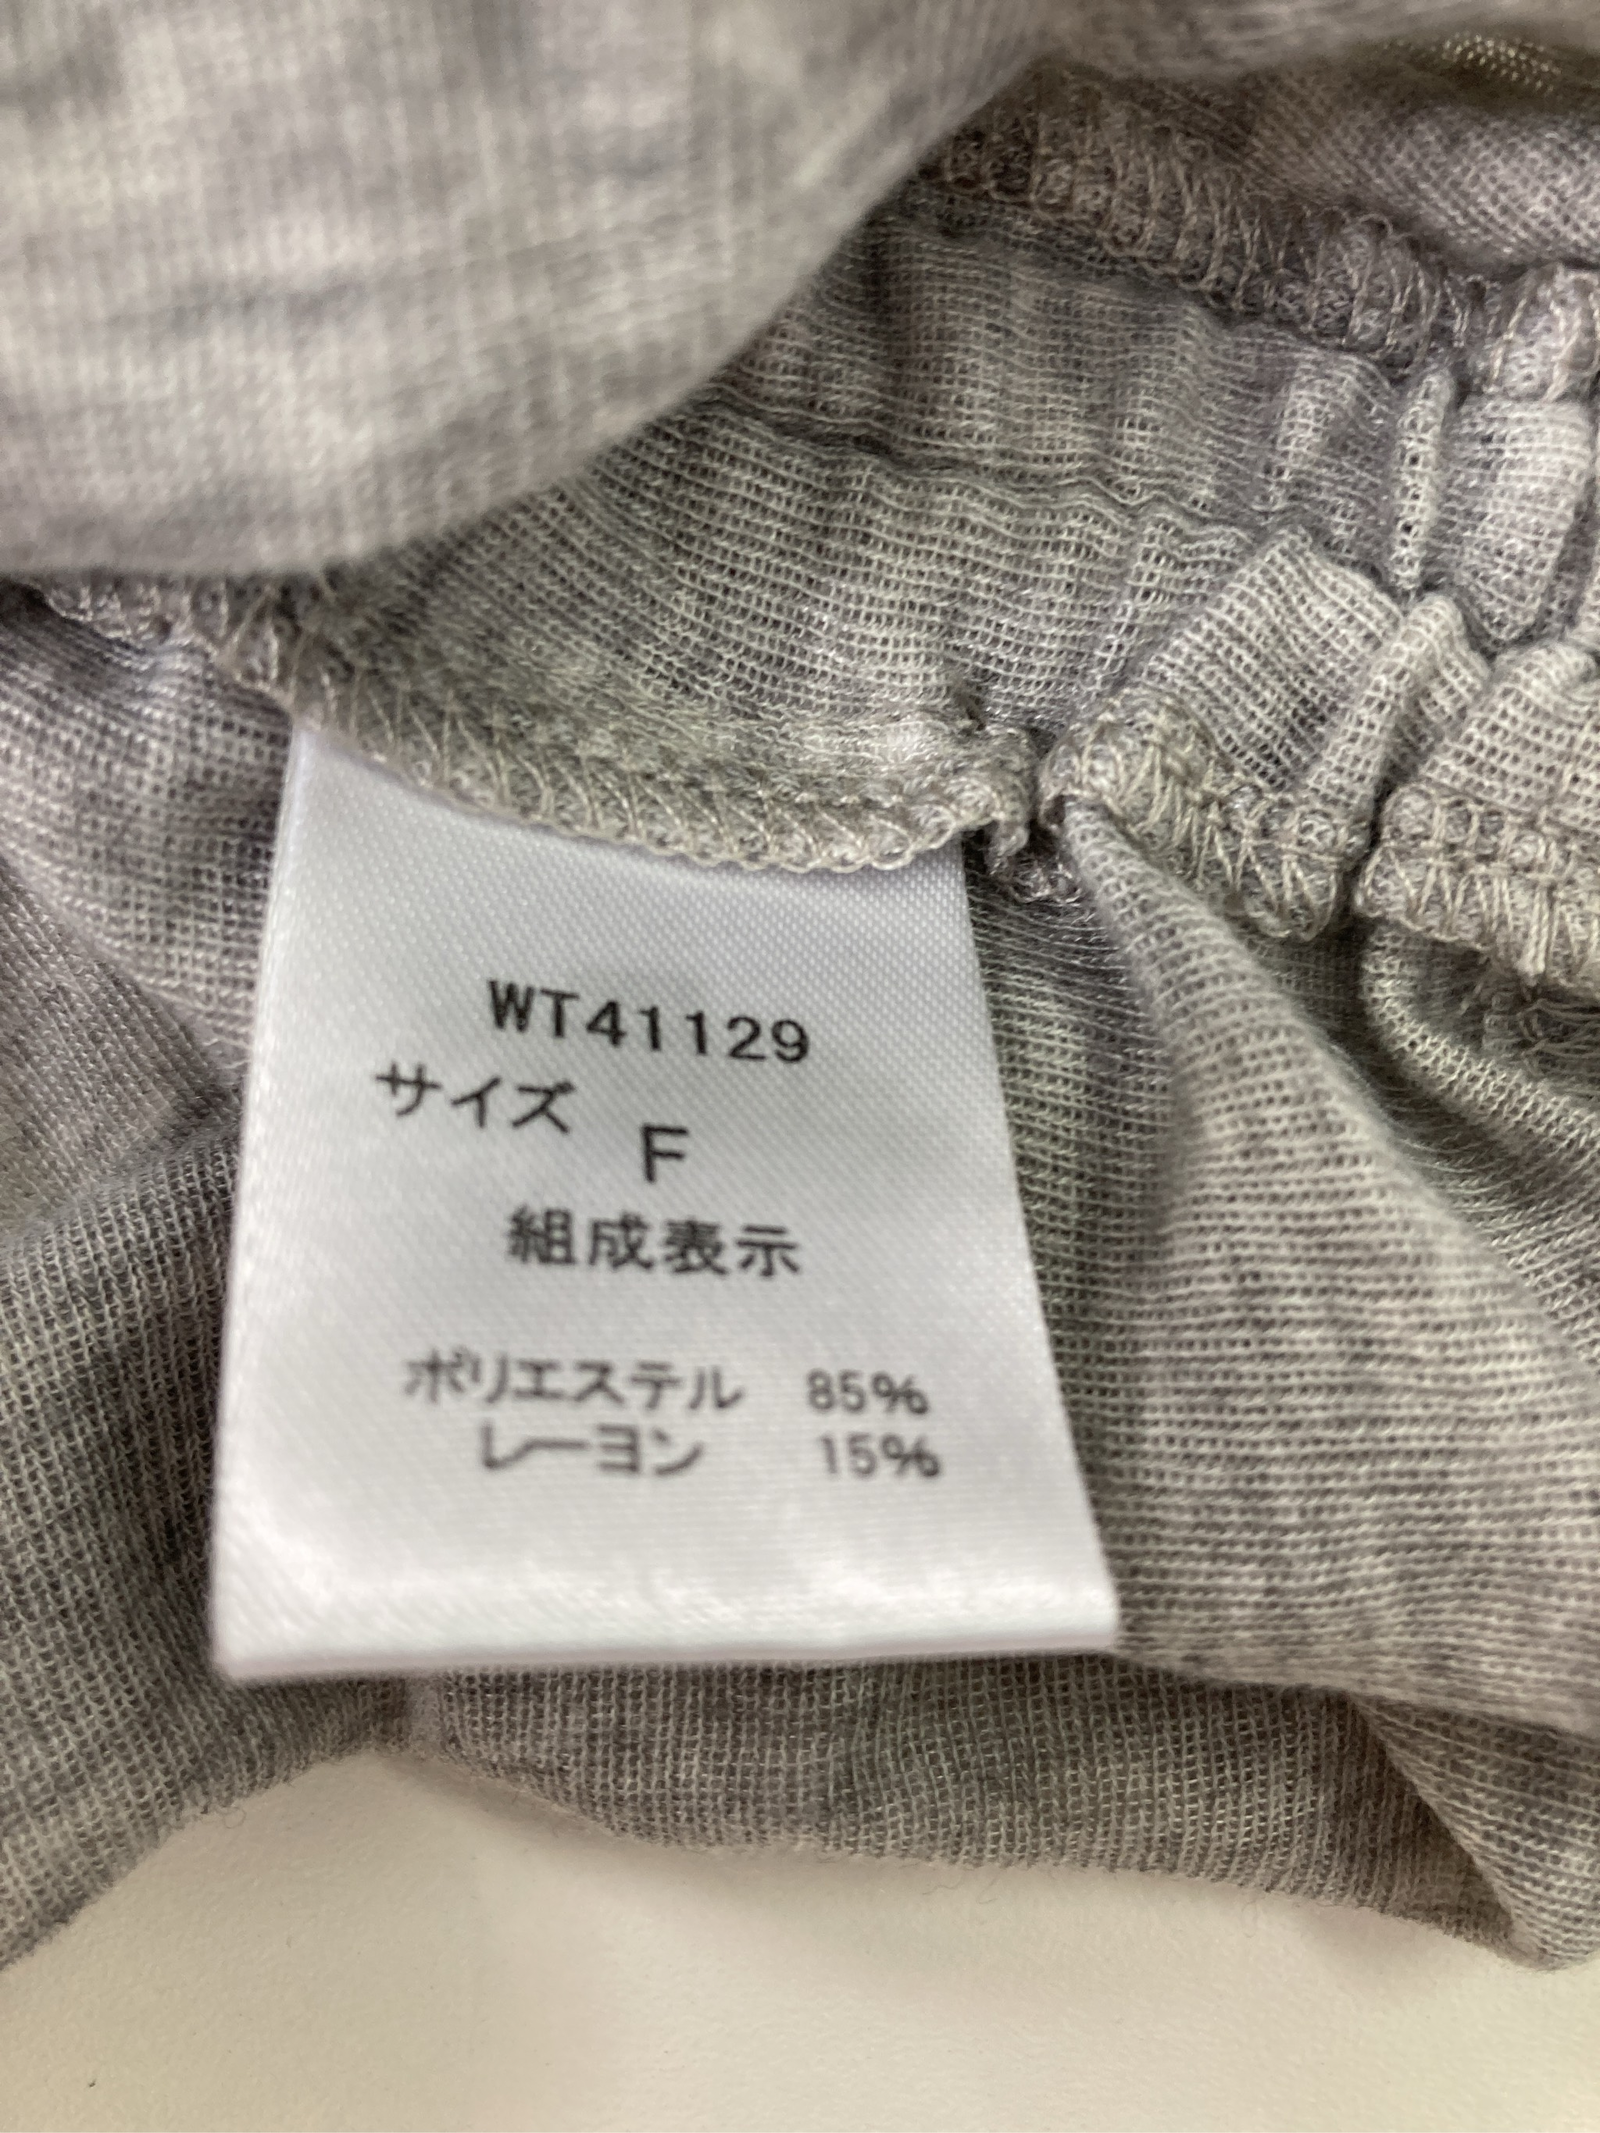 WT41129
サイズ F
組成表示
ポリエステル 85%
レーヨン 15%